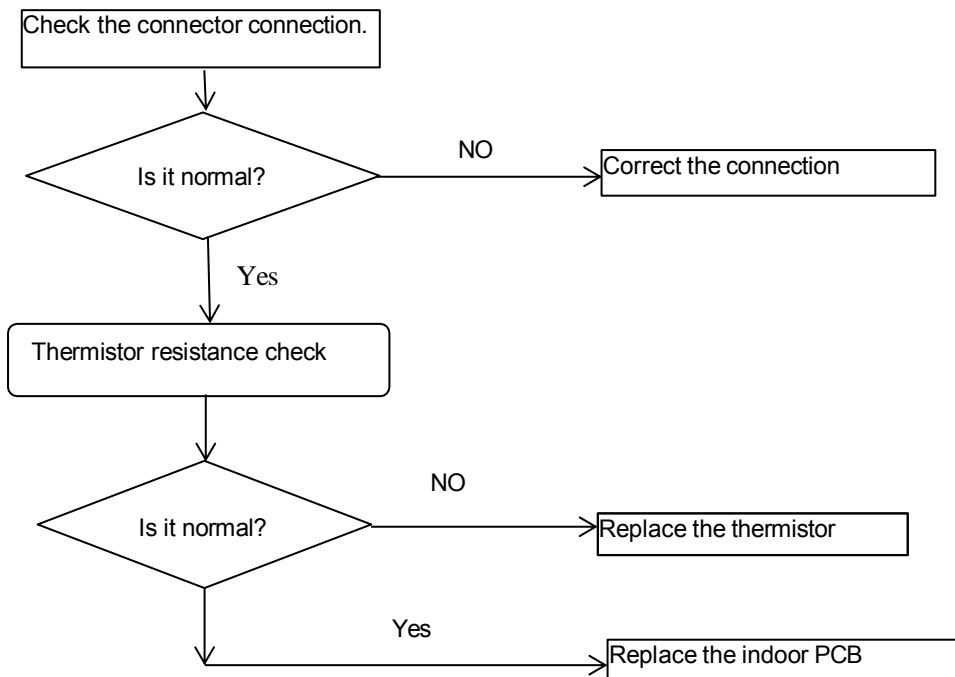 Check the connector connection.
Is it normal?
NO
Correct the connection
Yes
Thermistor resistance check
Is it normal?
NO
Replace the thermistor
Yes
Replace the indoor PCB